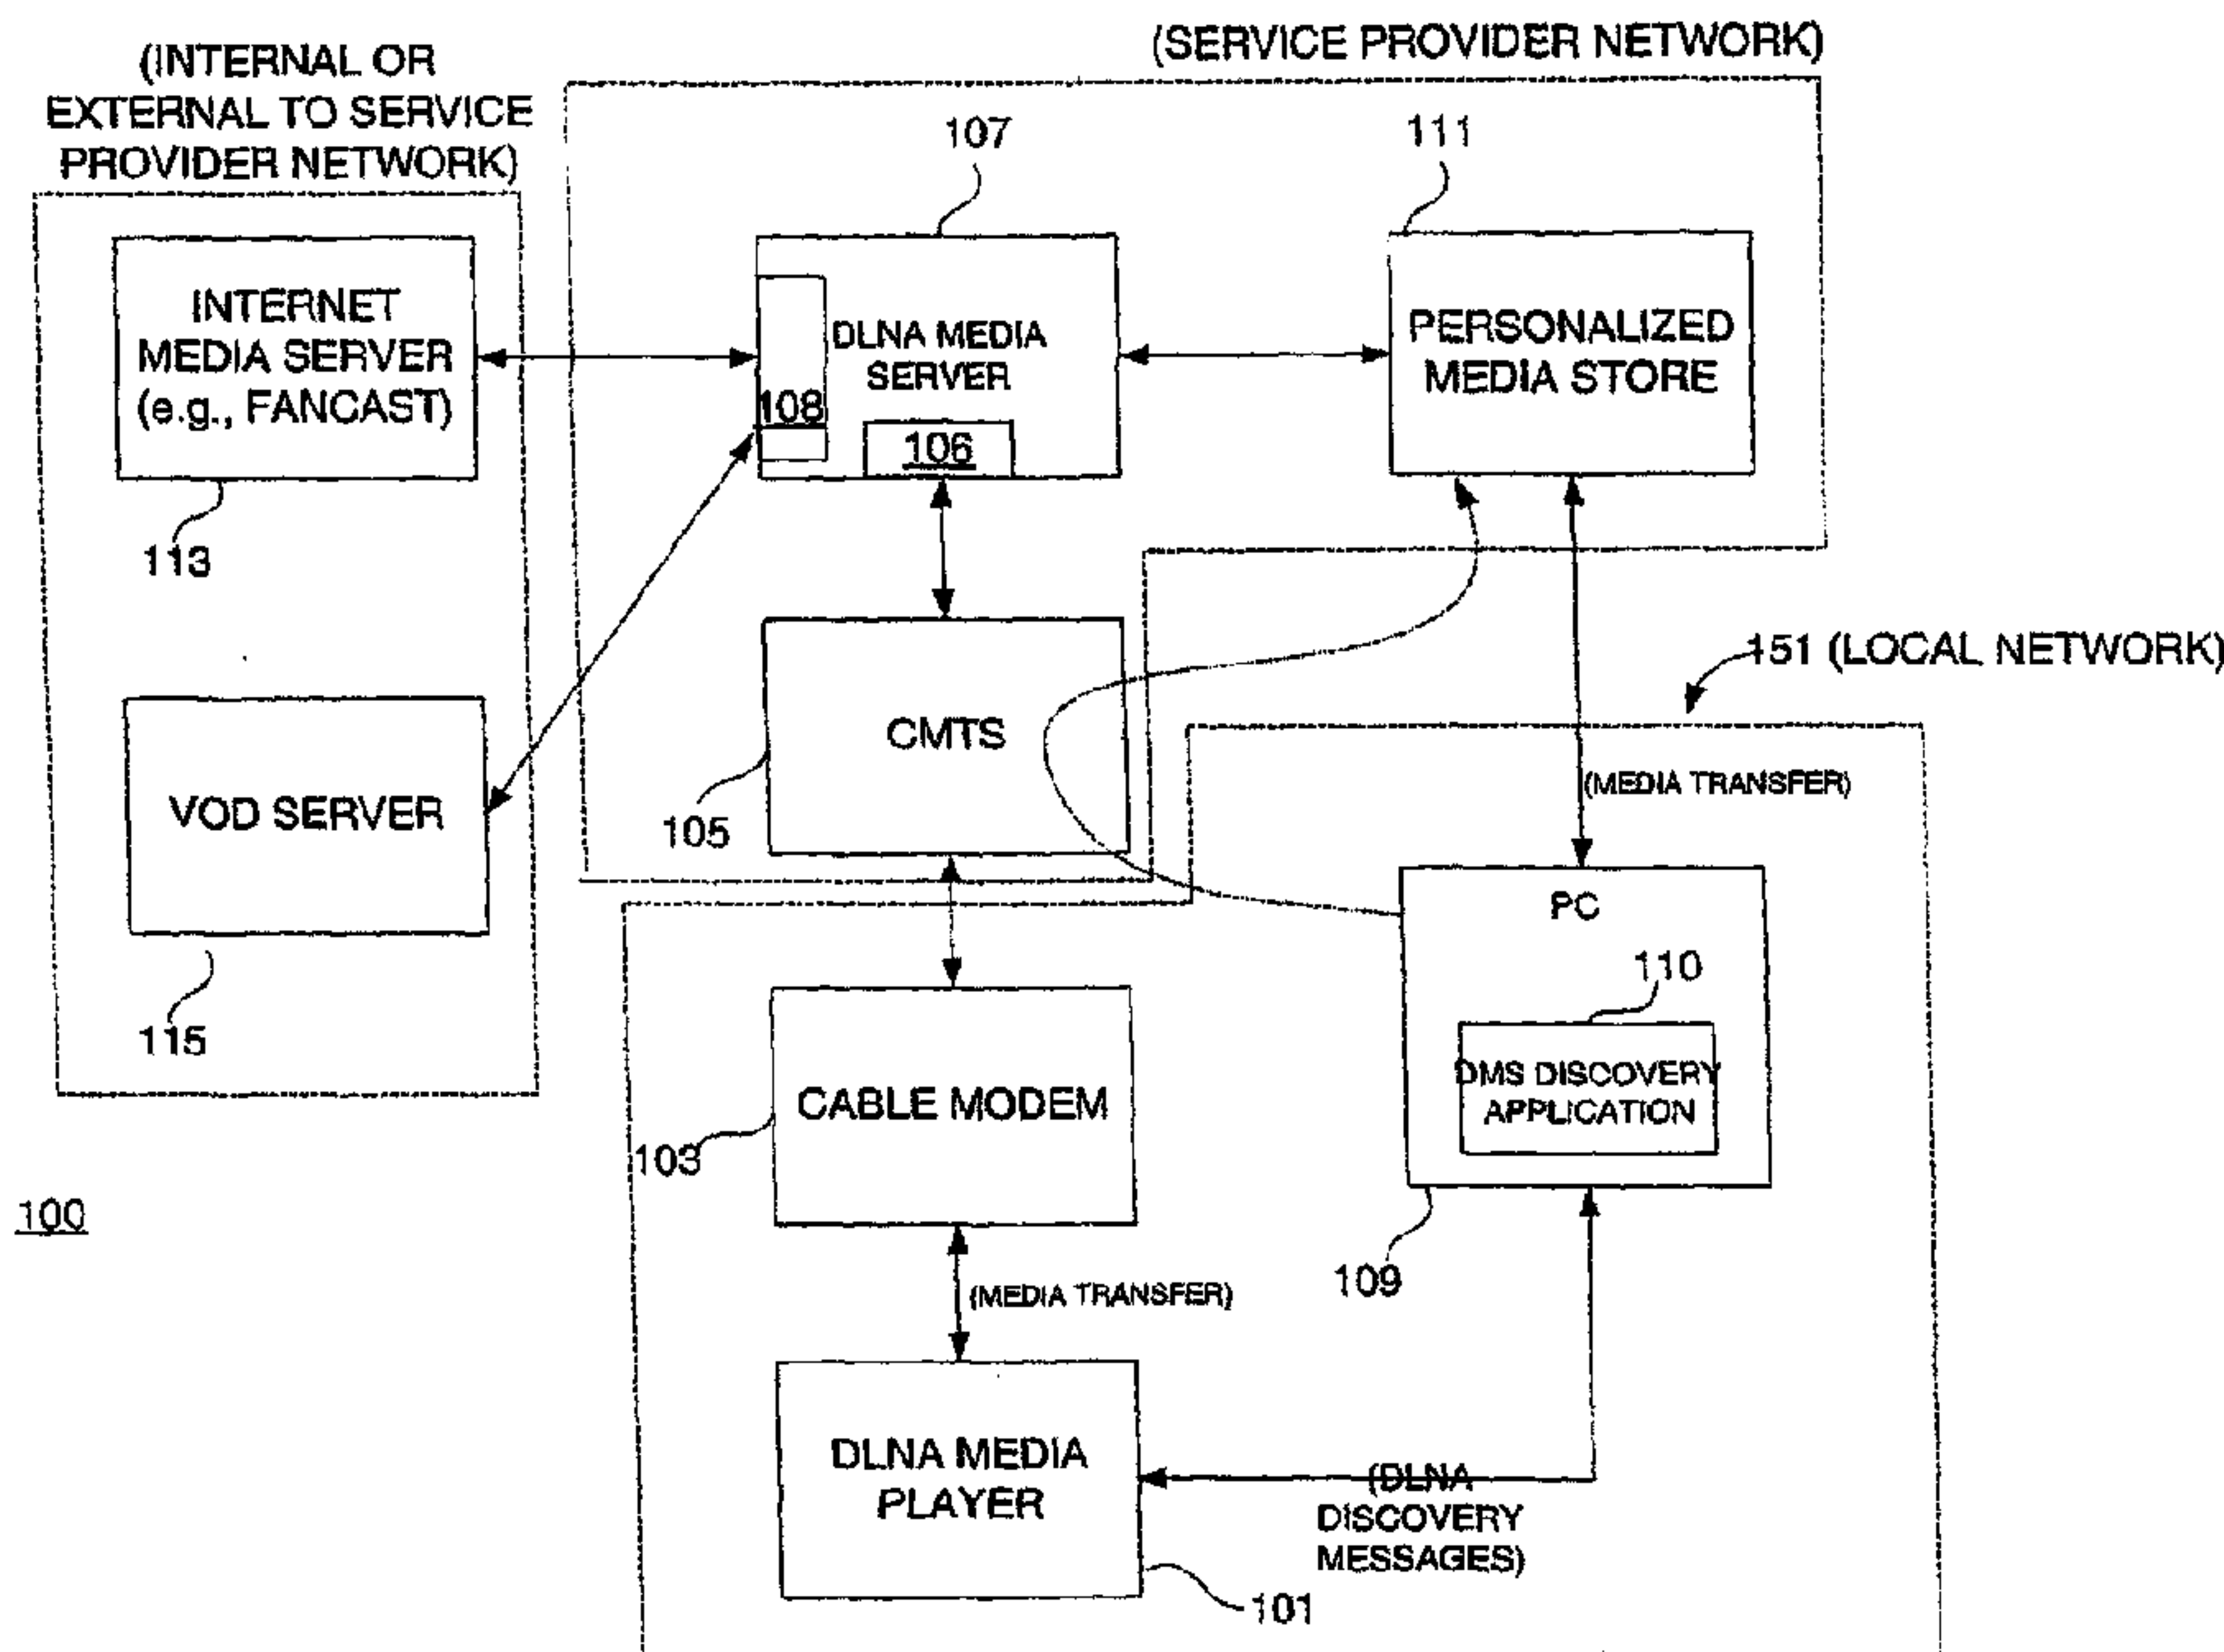 (SERVICE PROVIDER NETWORK)
(INTERNAL OR
EXTERNAL TO SERVICE
PROVIDER NETWORK)
107
111
INTERNET
MEDIA SERVER
(e.g., FANCAST)
113
DLNA MEDIA
SERVER
108
106
PERSONALIZED
MEDIA STORE
151 (LOCAL NETWORK)
CMTS
105
VOD SERVER
115
(MEDIA TRANSFER)
PC
110
DMS DISCOVERY
APPLICATION
109
CABLE MODEM
103
100
(MEDIA TRANSFER)
DLNA MEDIA
PLAYER
101
(DLNA
DISCOVERY
MESSAGES)